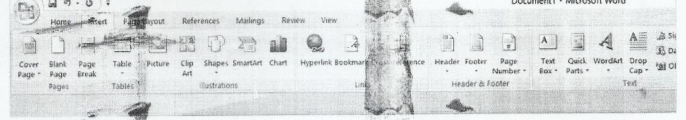 Document1 - Microsoft Word
Home Insert Page Layout References Mailings Review View
Cover Page Blank Page Page Break Table Picture Clip Art Shapes SmartArt Chart Hyperlink Bookmark Header Footer Page Number Text Box Quick Parts WordArt Drop Cap
Pages Tables Illustrations Links Header & Footer Text